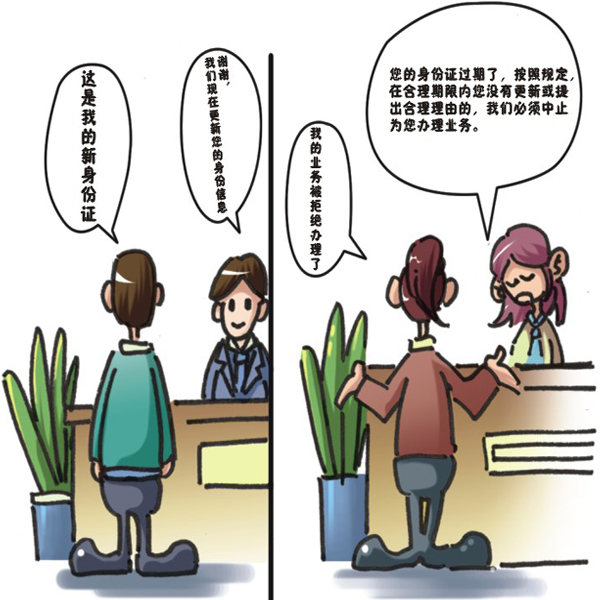 这是我的新身份证
谢谢,
我们现在更新您的身份信息
我的业务被拒绝办理了
您的身份证过期了，按照规定，
在合理期限内您没有更新或提
出合理理由的，我们必须中止
为您办理业务。